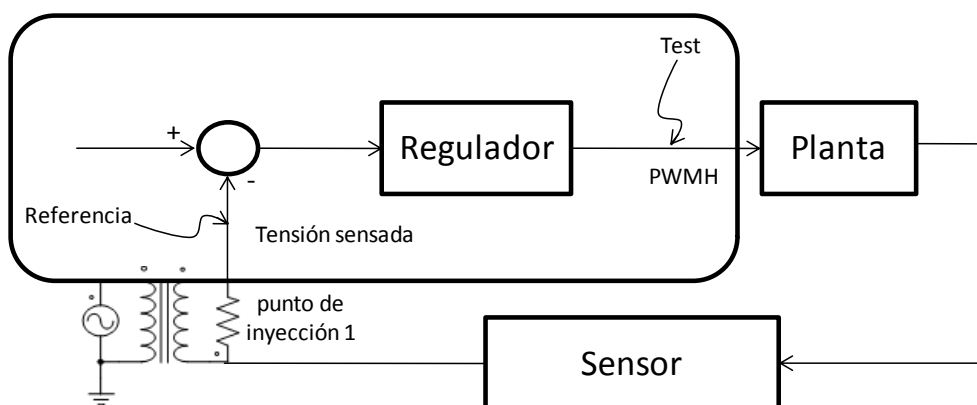 Test
+
Regulador
Planta
-
PWMH
Referencia
Tensión sensada
punto de
inyección 1
Sensor